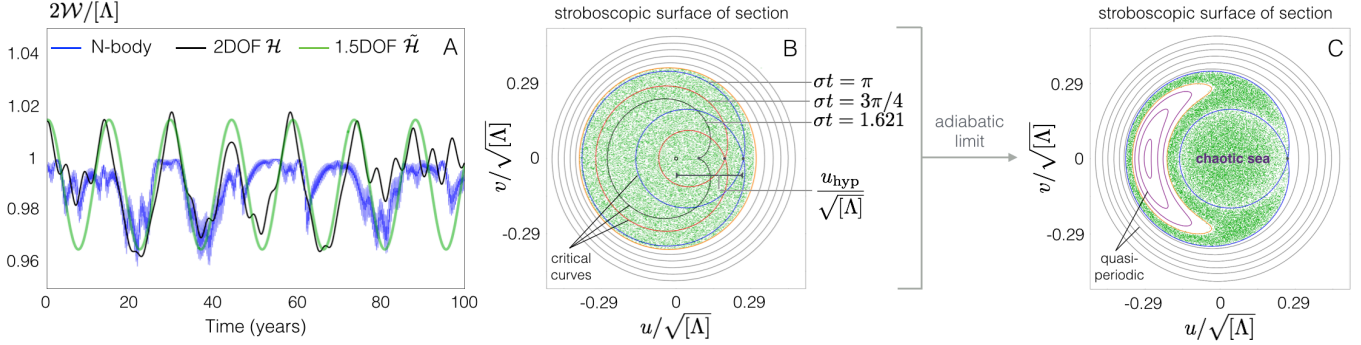 2𝒲/[Λ]
A
N-body
2DOF ℋ
1.5DOF ℋ̃
1.04
1.02
1
0.98
0.96
0
20
40
60
80
100
Time (years)
stroboscopic surface of section
B
v/√[Λ]
0.29
0
-0.29
σt = π
σt = 3π/4
σt = 1.621
u_hyp/√[Λ]
critical
curves
-0.29
0
0.29
u/√[Λ]
adiabatic
limit
stroboscopic surface of section
C
v/√[Λ]
0.29
0
-0.29
chaotic sea
quasi-
periodic
-0.29
0
0.29
u/√[Λ]